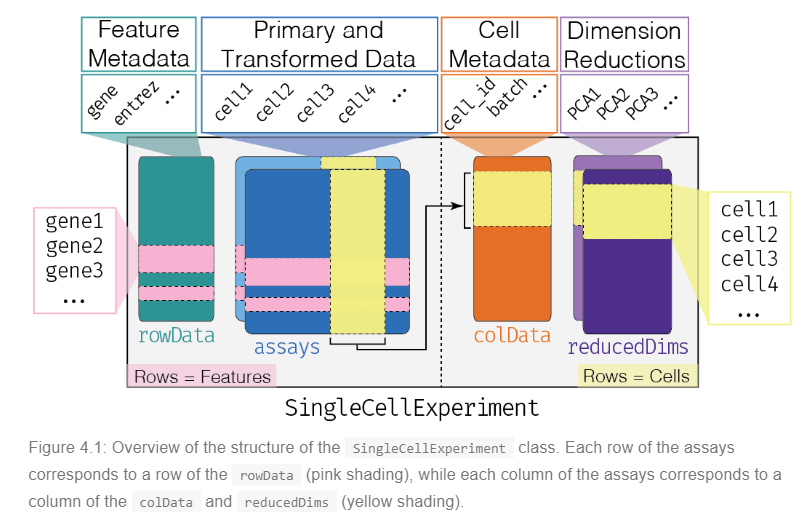 Feature
Metadata
Primary and
Transformed Data
Cell
Metadata
Dimension
Reductions
gene
entrez
...
cell1
cell2
cell3
cell4
...
cell_id
batch
...
PCA1
PCA2
PCA3
...
gene1
gene2
gene3
...
cell1
cell2
cell3
cell4
...
rowData
assays
colData
reducedDims
Rows = Features
Rows = Cells
SingleCellExperiment
Figure 4.1: Overview of the structure of the SingleCellExperiment class. Each row of the assays
corresponds to a row of the rowData (pink shading), while each column of the assays corresponds to a
column of the colData and reducedDims (yellow shading).